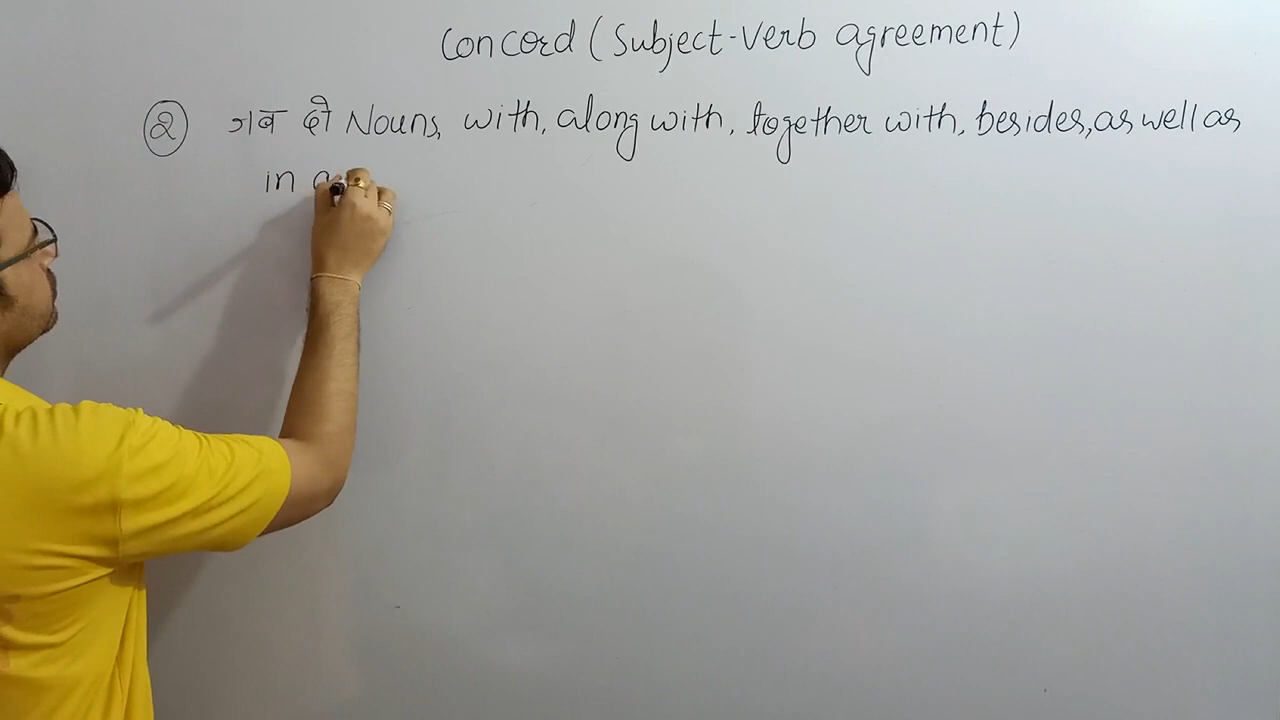 Concord (Subject-Verb agreement)
② जब दो Nouns, with, along with, together with, besides, as well as
in